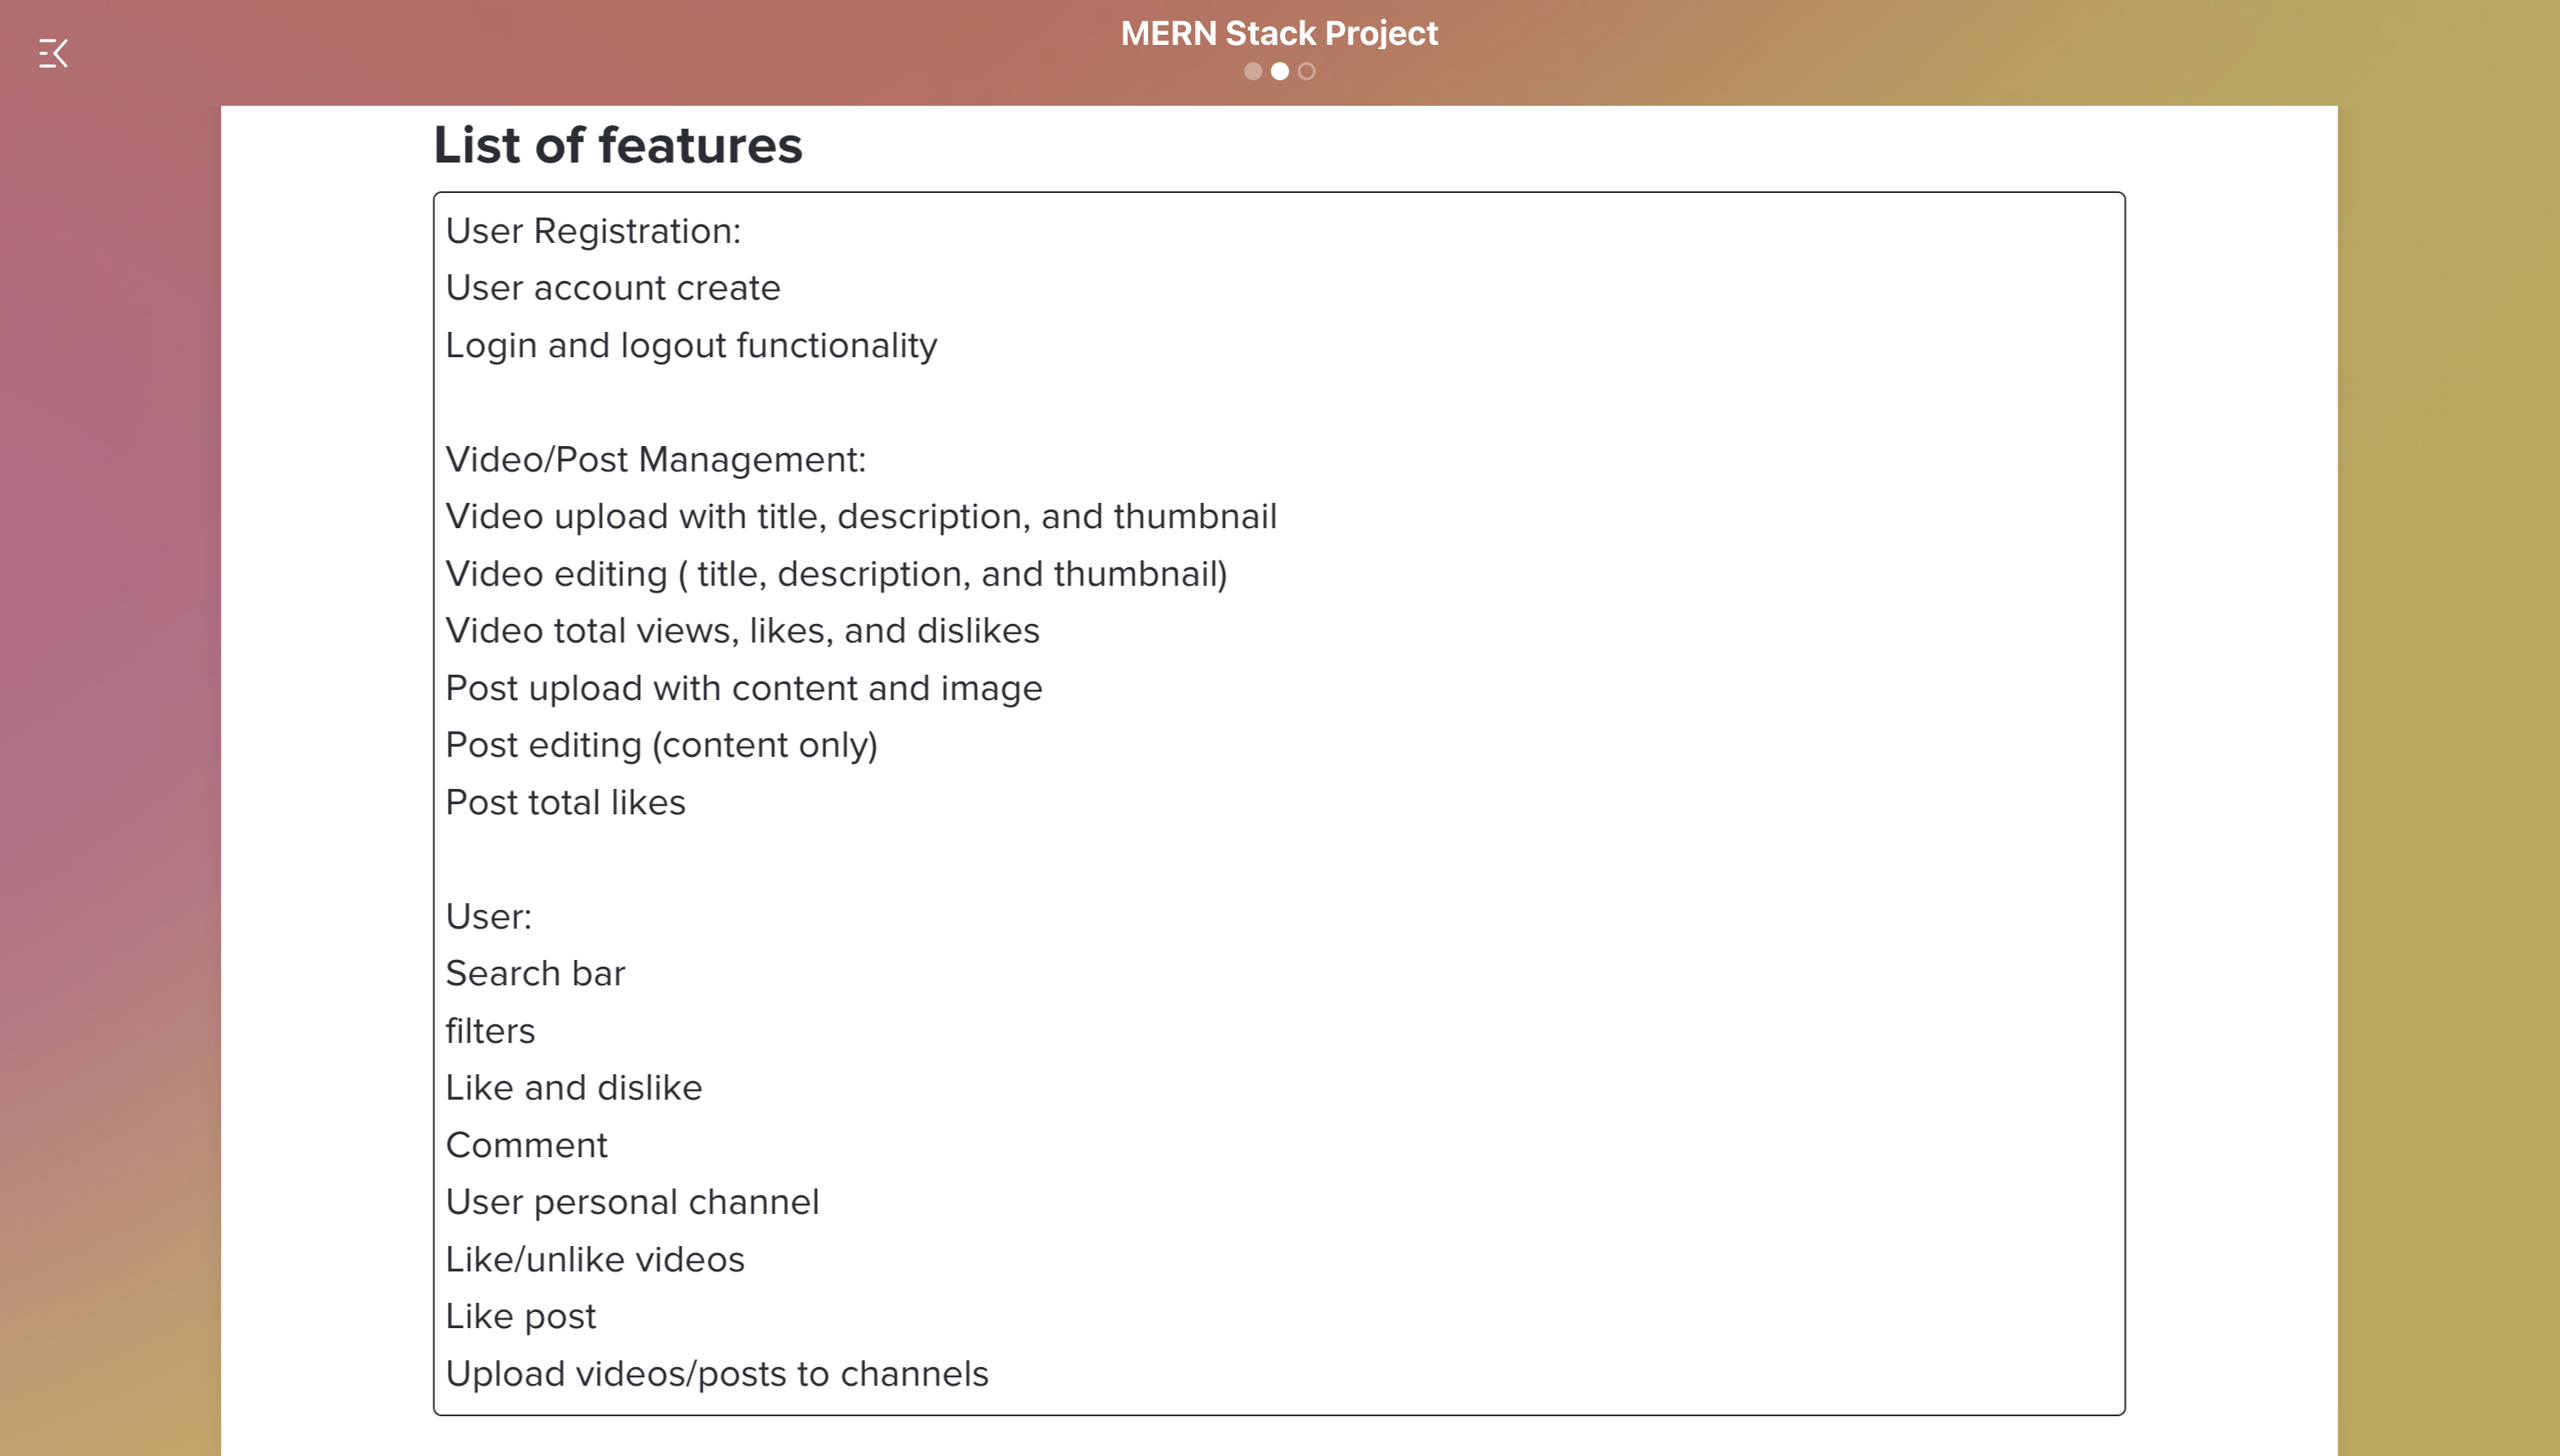 MERN Stack Project
List of features
User Registration:
User account create
Login and logout functionality
Video/Post Management:
Video upload with title, description, and thumbnail
Video editing ( title, description, and thumbnail)
Video total views, likes, and dislikes
Post upload with content and image
Post editing (content only)
Post total likes
User:
Search bar
filters
Like and dislike
Comment
User personal channel
Like/unlike videos
Like post
Upload videos/posts to channels